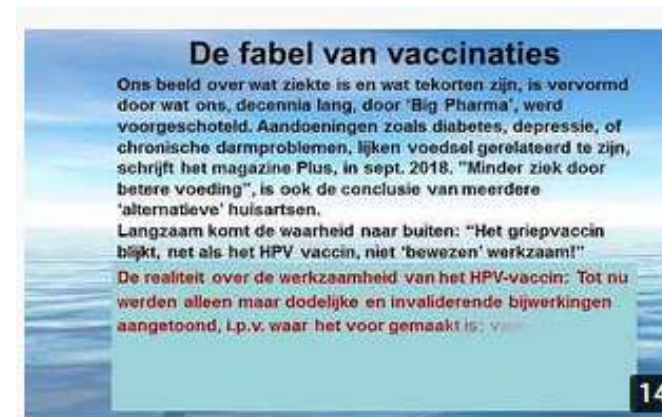 De fabel van vaccinaties
Ons beeld over wat ziekte is en wat tekorten zijn, is vervormd
door wat ons, decennia lang, door ‘Big Pharma’, werd
voorgeschoteld. Aandoeningen zoals diabetes, depressie, of
chronische darmproblemen, lijken voedsel gerelateerd te zijn,
schrijft het magazine Plus, in sept. 2018. ”Minder ziek door
betere voeding”, is ook de conclusie van meerdere
‘alternatieve’ huisartsen.
Langzaam komt de waarheid naar buiten: “Het griepvaccin
blijkt, net als het HPV vaccin, niet ‘bewezen’ werkzaam!”
De realiteit over de werkzaamheid van het HPV-vaccin: Tot nu
werden alleen maar dodelijke en invaliderende bijwerkingen
aangetoond, i.p.v. waar het voor gemaakt is:
14